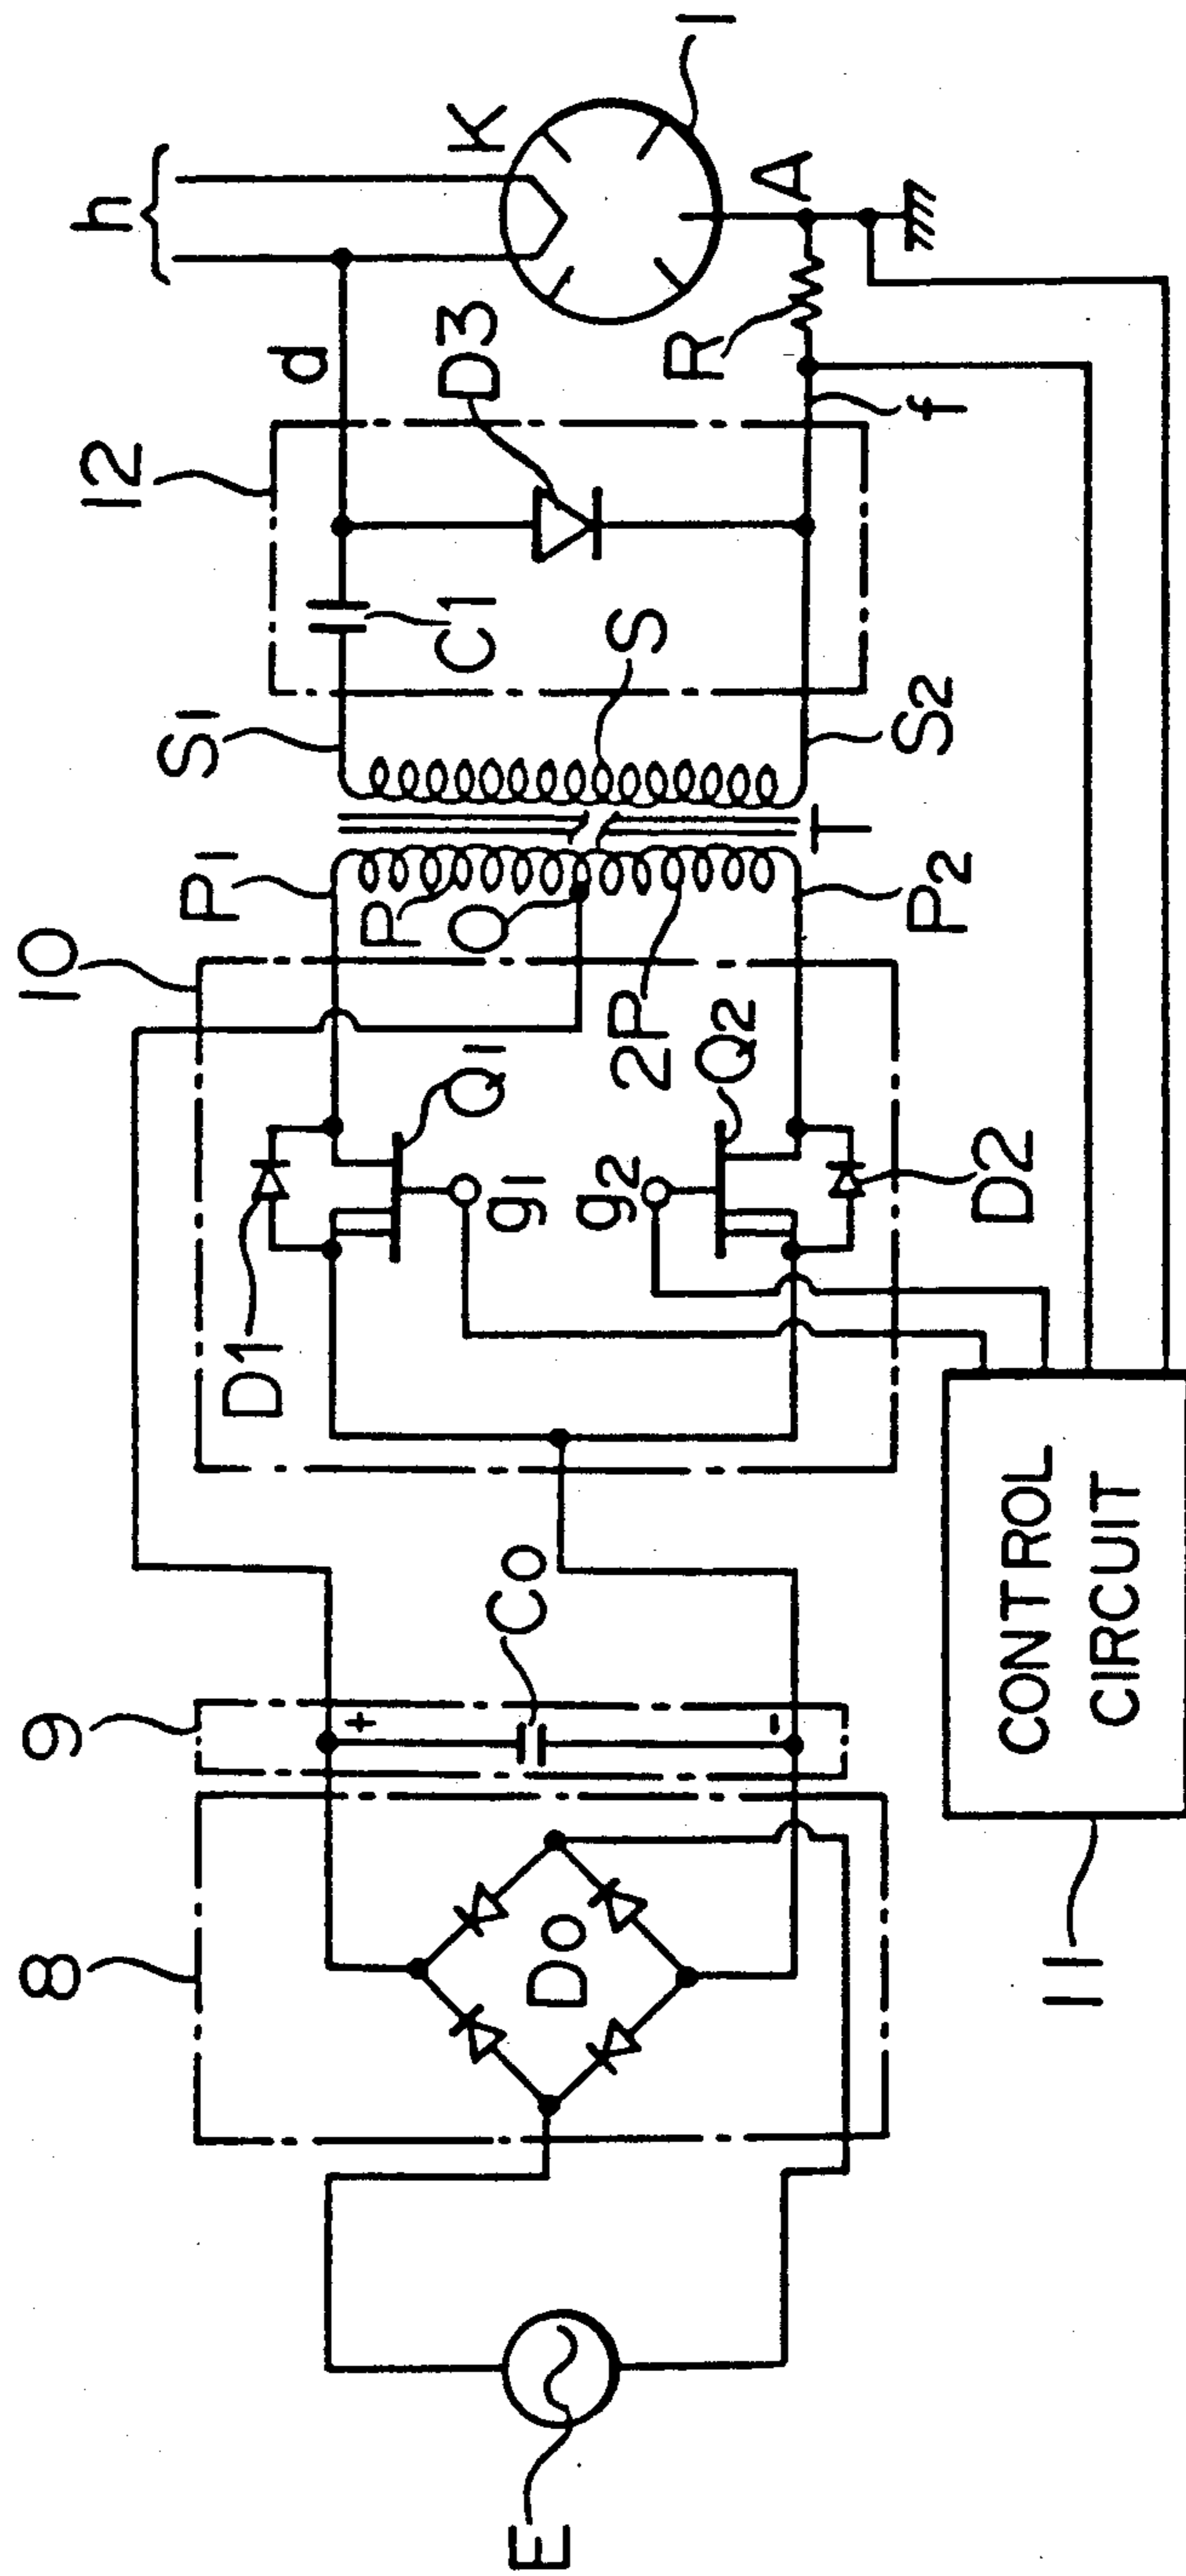 8
9
10
12
h
P1
S1
d
K
D1
Q1
P
O
C1
D3
E
Do
Co
g1
g2
2P
Q2
S
R
A
1
D2
P2
T
S2
f
11
CONTROL
CIRCUIT
+
-